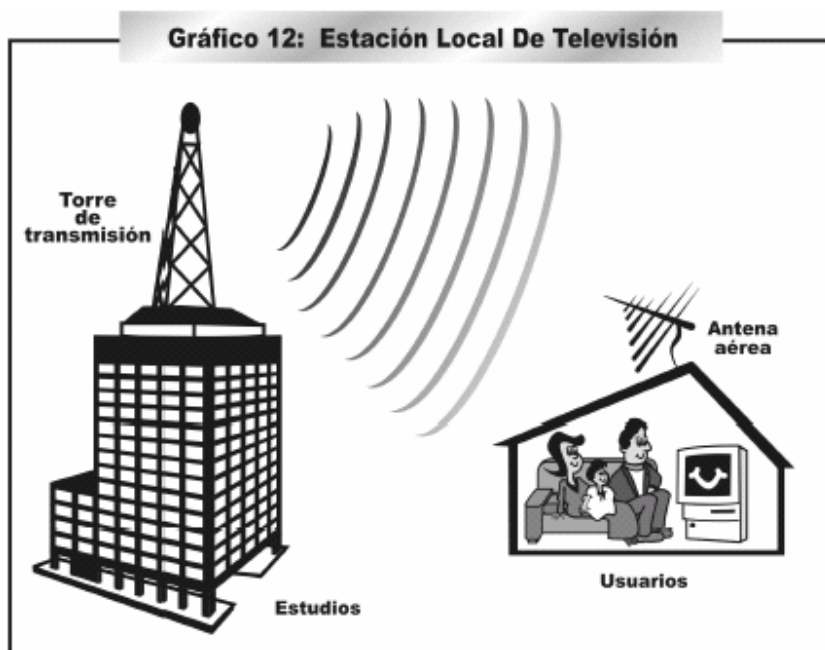 Gráfico 12: Estación Local De Televisión
Torre
de
transmisión
Antena
aérea
Usuarios
Estudios